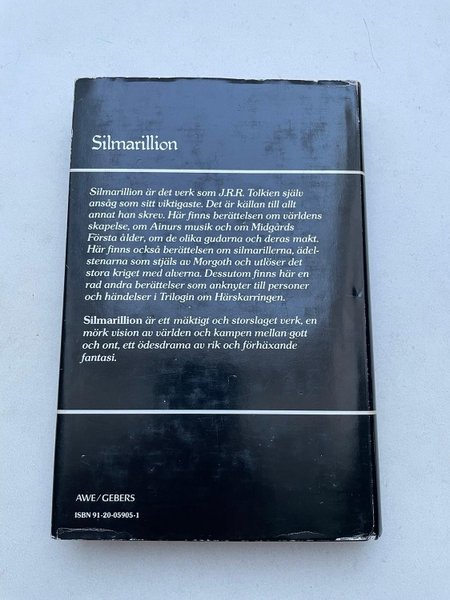 Silmarillion
Silmarillion är det verk som J.R.R. Tolkien själv
ansåg som sitt viktigaste. Det är källan till allt
annat han skrev. Här finns berättelsen om världens
skapelse, om Ainurs musik och om Midgårds
Första ålder, om de olika gudarna och deras makt.
Här finns också berättelsen om silmarillerna, ädel-
stenarna som stjäls av Morgoth och utlöser det
stora kriget med alverna. Dessutom finns här en
rad andra berättelser som anknyter till personer
och händelser i Trilogin om Härskarringen.
Silmarillion är ett mäktigt och storslaget verk, en
mörk vision av världen och kampen mellan gott
och ont, ett ödesdrama av rik och förhäxande
fantasi.
AWE/GEBERS
ISBN 91-20-05905-1